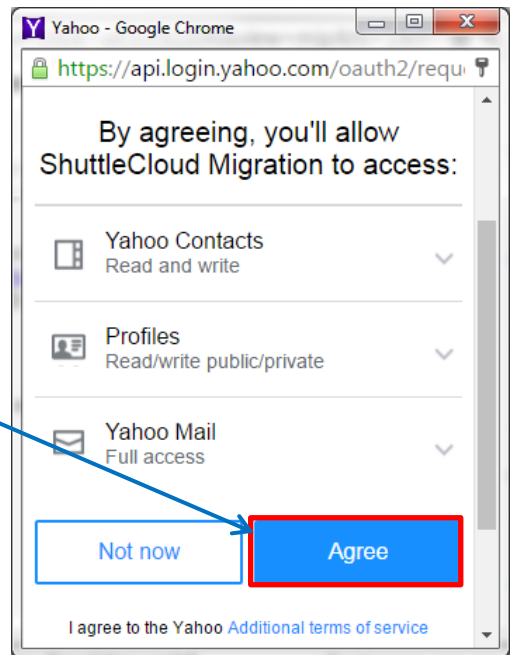 Yahoo - Google Chrome
https://api.login.yahoo.com/oauth2/requ
By agreeing, you'll allow
ShuttleCloud Migration to access:
Yahoo Contacts
Read and write
Profiles
Read/write public/private
Yahoo Mail
Full access
Not now
Agree
I agree to the Yahoo Additional terms of service